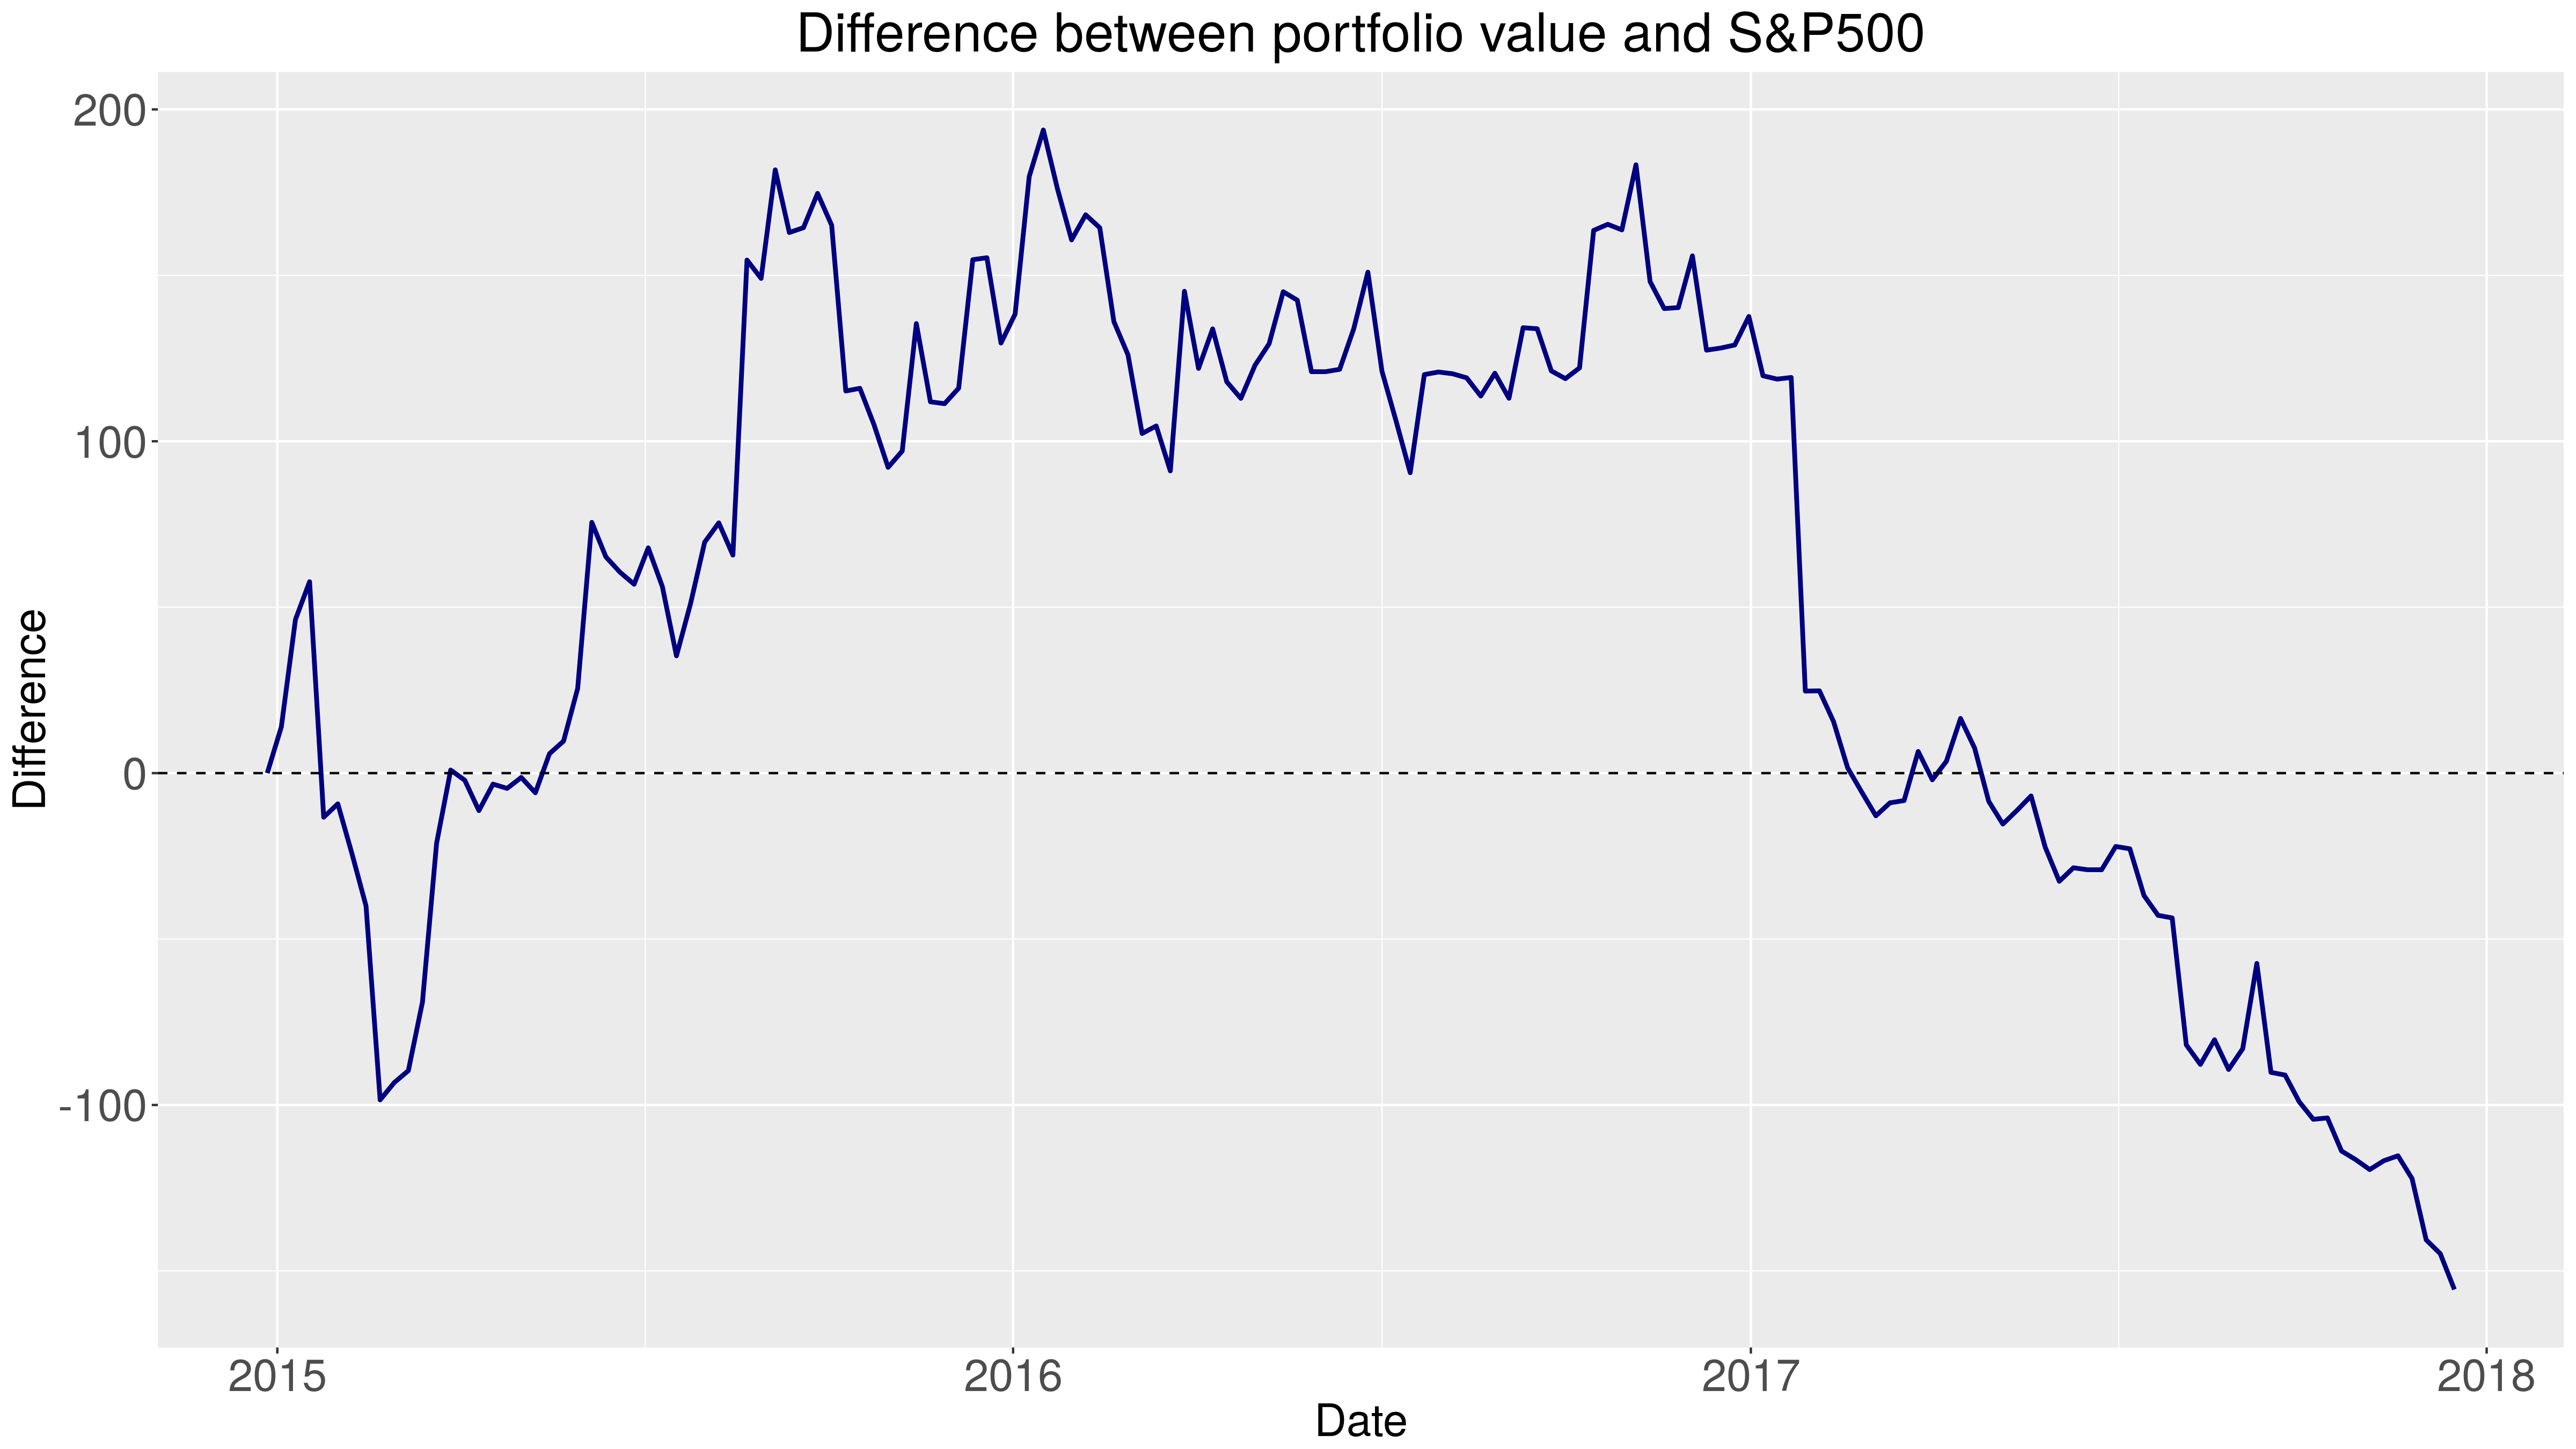 Difference between portfolio value and S&P500
200
100
0
-100
Difference
2015
2016
2017
2018
Date